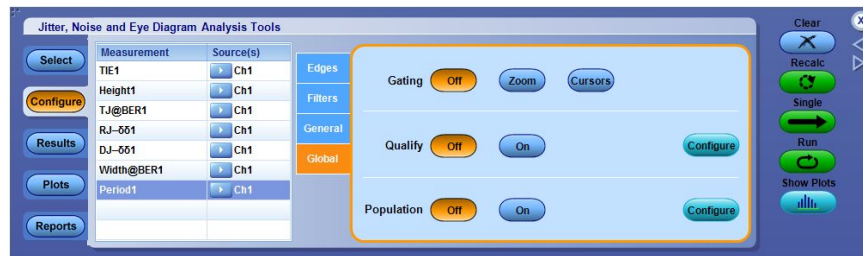 Jitter, Noise and Eye Diagram Analysis Tools
Clear
X
Select
Measurement Source(s)
TIE1 Ch1
Height1 Ch1
TJ@BER1 Ch1
RJ–δδ1 Ch1
DJ–δδ1 Ch1
Width@BER1 Ch1
Period1 Ch1
Configure
Results
Plots
Reports
Edges
Filters
General
Global
Gating Off Zoom Cursors
Qualify Off On Configure
Population Off On Configure
Recalc
Single
Run
Show Plots